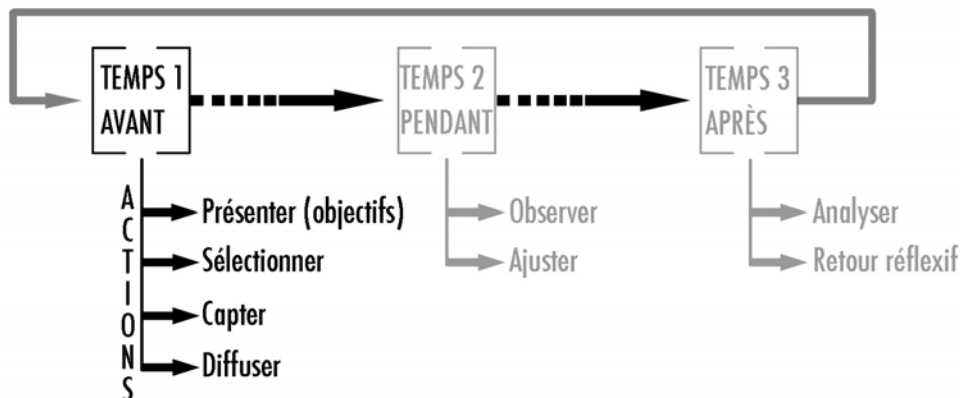 TEMPS 1
AVANT
TEMPS 2
PENDANT
TEMPS 3
APRÈS
ACTIONS
Présenter (objectifs)
Sélectionner
Capter
Diffuser
Observer
Ajuster
Analyser
Retour réflexif